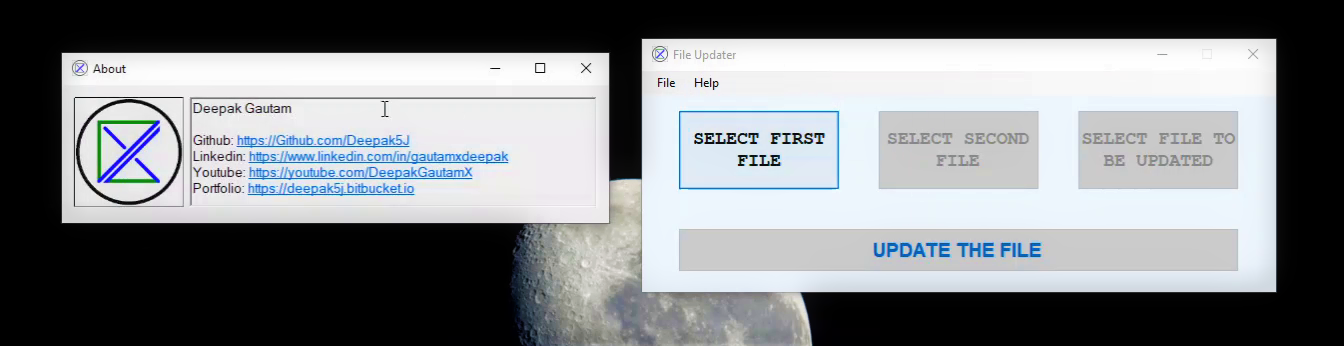 About
Deepak Gautam
Github: https://Github.com/Deepak5J
Linkedin: https://www.linkedin.com/in/gautamxdeepak
Youtube: https://youtube.com/DeepakGautamX
Portfolio: https://deepak5j.bitbucket.io
File Updater
File Help
SELECT FIRST
FILE
SELECT SECOND
FILE
SELECT FILE TO
BE UPDATED
UPDATE THE FILE